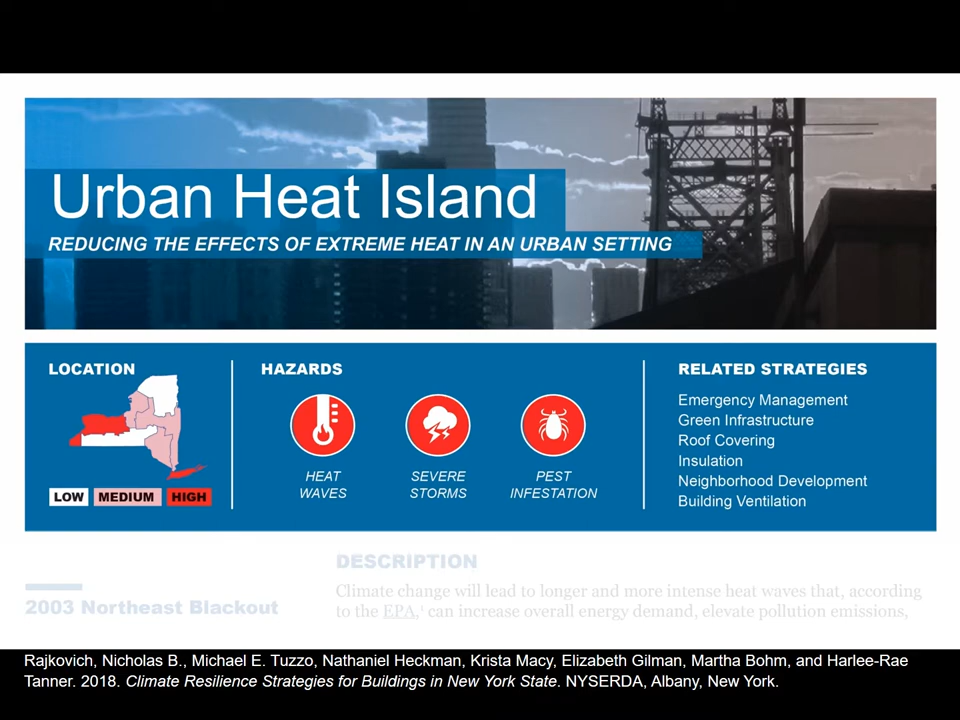 Urban Heat Island
REDUCING THE EFFECTS OF EXTREME HEAT IN AN URBAN SETTING
LOCATION
LOW MEDIUM HIGH
HAZARDS
HEAT
WAVES
SEVERE
STORMS
PEST
INFESTATION
RELATED STRATEGIES
Emergency Management
Green Infrastructure
Roof Covering
Insulation
Neighborhood Development
Building Ventilation
2003 Northeast Blackout
DESCRIPTION
Climate change will lead to longer and more intense heat waves that, according
to the EPA,¹ can increase overall energy demand, elevate pollution emissions,
Rajkovich, Nicholas B., Michael E. Tuzzo, Nathaniel Heckman, Krista Macy, Elizabeth Gilman, Martha Bohm, and Harlee-Rae
Tanner. 2018. Climate Resilience Strategies for Buildings in New York State. NYSERDA, Albany, New York.